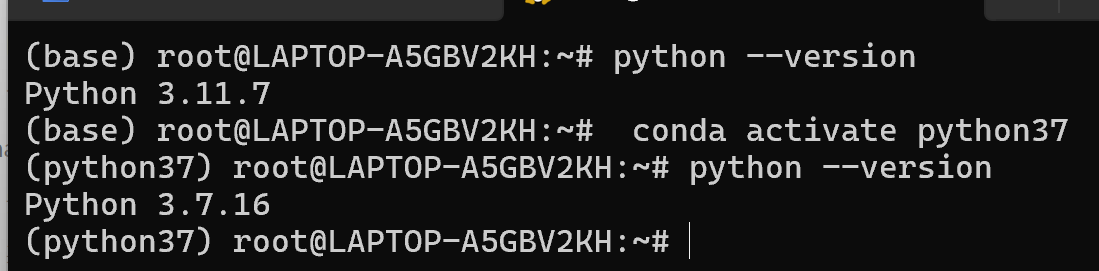 (base) root@LAPTOP-A5GBV2KH:~# python --version
Python 3.11.7
(base) root@LAPTOP-A5GBV2KH:~#  conda activate python37
(python37) root@LAPTOP-A5GBV2KH:~# python --version
Python 3.7.16
(python37) root@LAPTOP-A5GBV2KH:~#